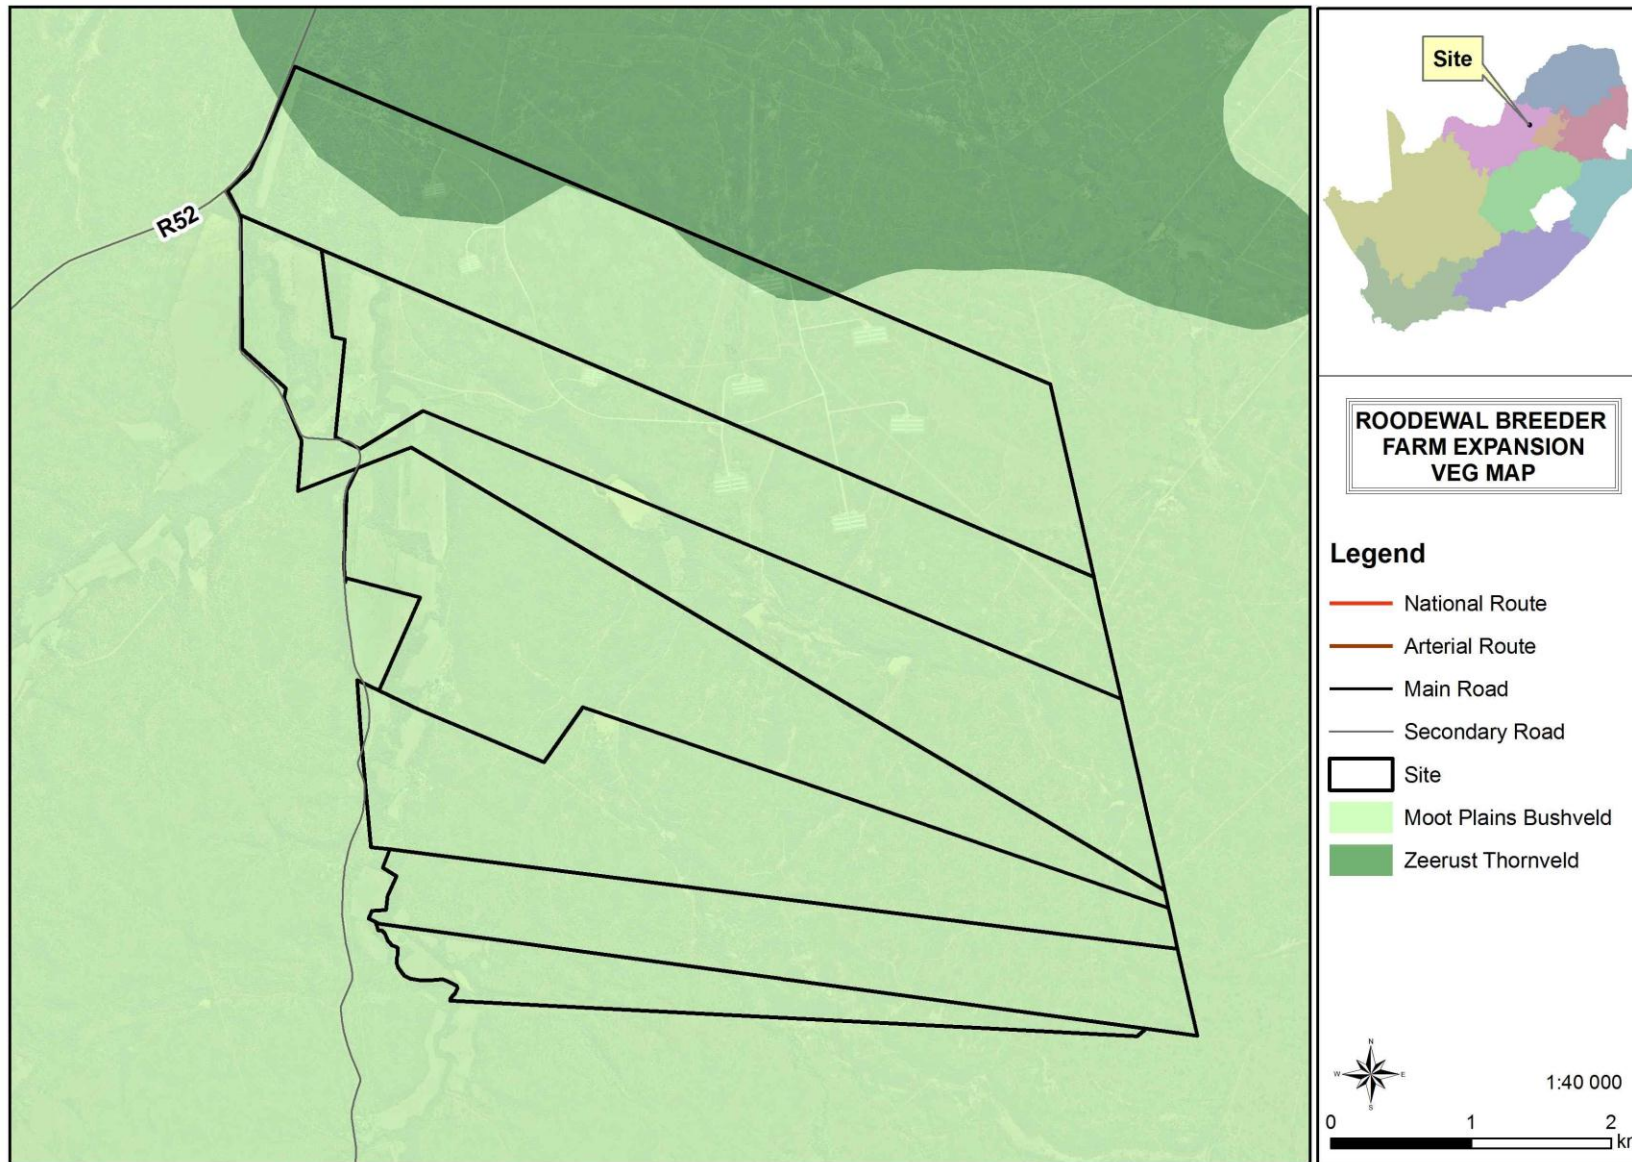 R52
Site
ROODEWAL BREEDER
FARM EXPANSION
VEG MAP
Legend
National Route
Arterial Route
Main Road
Secondary Road
Site
Moot Plains Bushveld
Zeerust Thornveld
N
W E
S
1:40 000
0 1 2
km